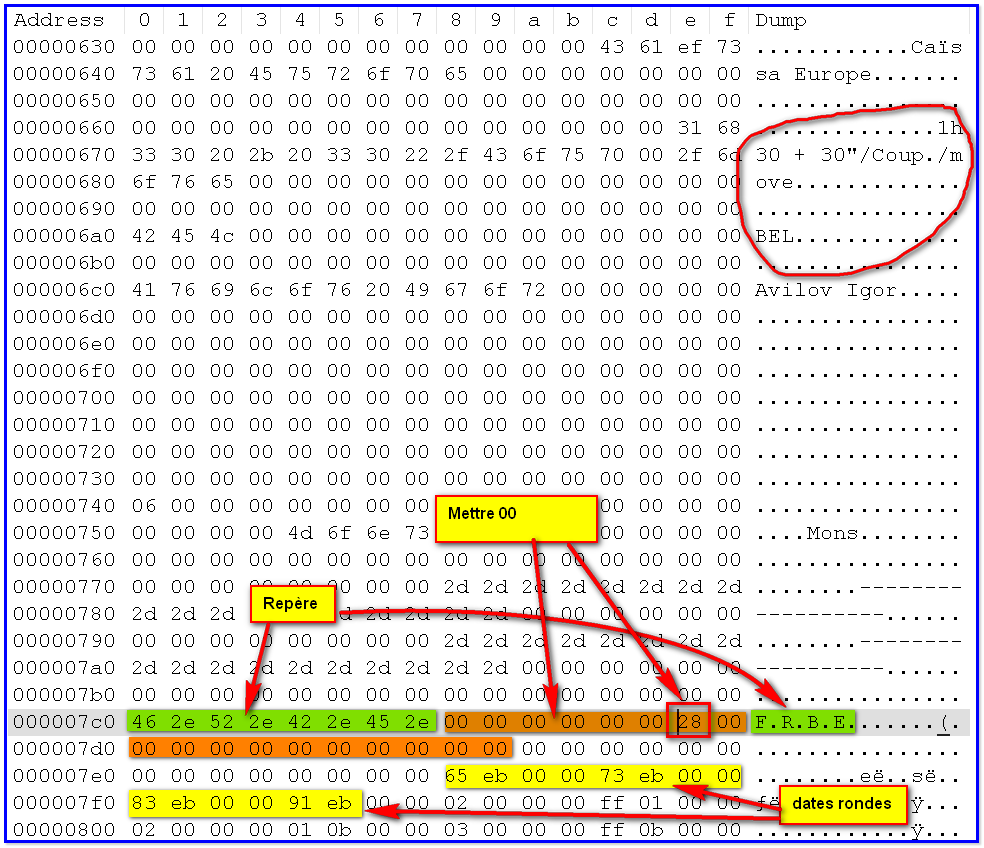 Address 0 1 2 3 4 5 6 7 8 9 a b c d e f Dump
00000630 00 00 00 00 00 00 00 00 00 00 00 00 43 61 ef 73 ............Caïs
00000640 73 61 20 45 75 72 6f 70 65 00 00 00 00 00 00 00 sa Europe.......
00000650 00 00 00 00 00 00 00 00 00 00 00 00 00 00 00 00 ................
00000660 00 00 00 00 00 00 00 00 00 00 00 00 00 00 31 68 ..............1h
00000670 33 30 20 2b 20 33 30 22 2f 43 6f 75 70 00 2f 6d 30 + 30"/Coup./m
00000680 6f 76 65 00 00 00 00 00 00 00 00 00 00 00 00 00 ove.............
00000690 00 00 00 00 00 00 00 00 00 00 00 00 00 00 00 00 ................
000006a0 42 45 4c 00 00 00 00 00 00 00 00 00 00 00 00 00 BEL.............
000006b0 00 00 00 00 00 00 00 00 00 00 00 00 00 00 00 00 ................
000006c0 41 76 69 6c 6f 76 20 49 67 6f 72 00 00 00 00 00 Avilov Igor.....
000006d0 00 00 00 00 00 00 00 00 00 00 00 00 00 00 00 00 ................
000006e0 00 00 00 00 00 00 00 00 00 00 00 00 00 00 00 00 ................
000006f0 00 00 00 00 00 00 00 00 00 00 00 00 00 00 00 00 ................
00000700 00 00 00 00 00 00 00 00 00 00 00 00 00 00 00 00 ................
00000710 00 00 00 00 00 00 00 00 00 00 00 00 00 00 00 00 ................
00000720 00 00 00 00 00 00 00 00 00 00 00 00 00 00 00 00 ................
00000730 00 00 00 00 00 00 00 00 00 00 00 00 00 00 00 00 ................
00000740 06 00 00 00 00 00 00 00 00 00 00 00 00 00 00 00 ................
Mettre 00
00000750 00 00 00 00 4d 6f 6e 73 00 00 00 00 ....Mons........
00000760 00 00 00 00 00 00 00 00 00 00 00 00 00 00 00 00 ................
00000770 00 00 00 00 00 00 00 00 2d 2d 2d 2d 2d 2d 2d 2d ........--------
Repère
00000780 2d 2d 2d 2d 2d 2d 2d 2d 00 00 00 00 00 00 ----------......
00000790 00 00 00 00 00 00 00 00 2d 2d 2d 2d 2d 2d 2d 2d ........--------
000007a0 2d 2d 2d 2d 2d 2d 2d 2d 2d 2d 00 00 00 00 00 00 ----------......
000007b0 00 00 00 00 00 00 00 00 00 00 00 00 00 00 00 00 ................
000007c0 46 2e 52 2e 42 2e 45 2e 00 00 00 00 00 00 28 00 F.R.B.E.......(.
000007d0 00 00 00 00 00 00 00 00 00 00 00 00 00 00 00 00 ................
000007e0 00 00 00 00 00 00 00 00 65 eb 00 00 73 eb 00 00 ........eë..së..
000007f0 83 eb 00 00 91 eb 00 00 02 00 00 00 ff 01 00 00 ƒë ÿ...
dates rondes
00000800 02 00 00 00 01 0b 00 00 03 00 00 00 ff 0b 00 00 ............ÿ...